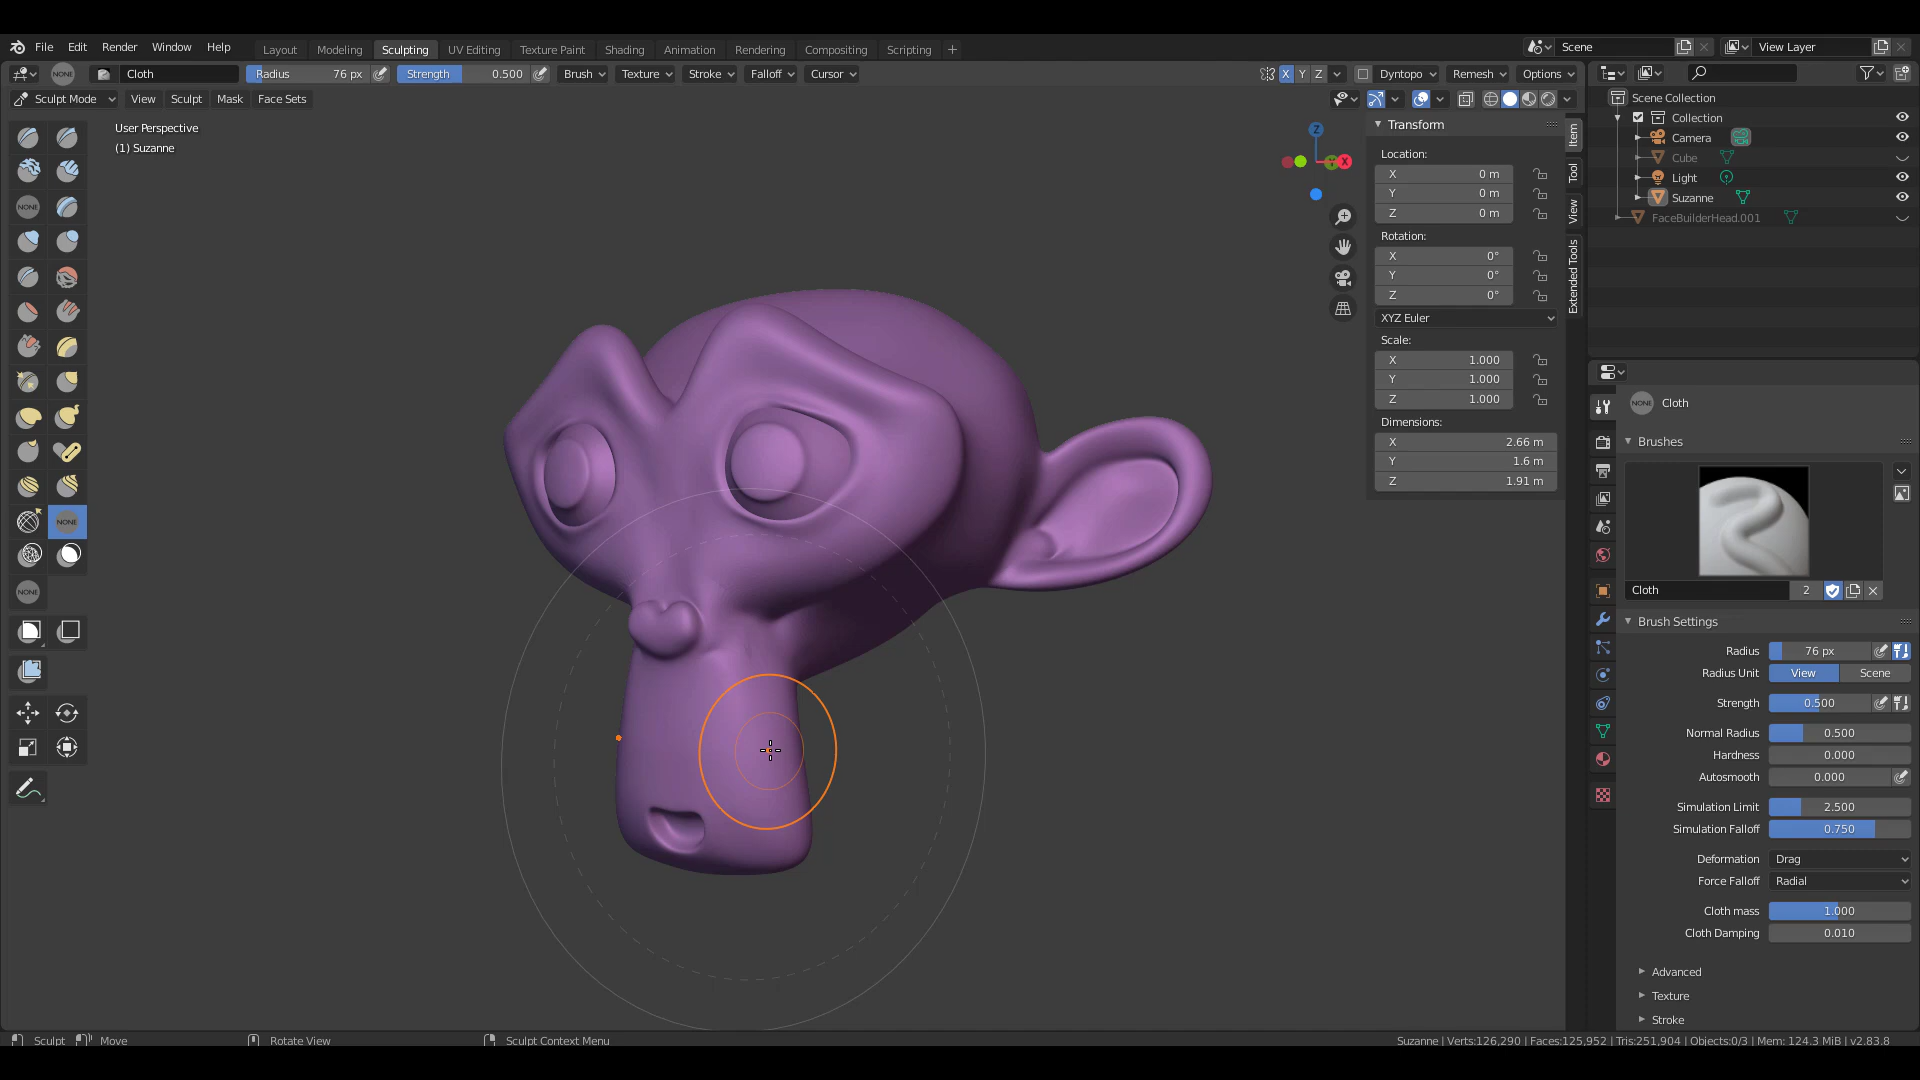 File Edit Render Window Help Layout Modeling Sculpting UV Editing Texture Paint Shading Animation Rendering Compositing Scripting + Scene View Layer
NONE Cloth Radius 76 px Strength 0.500 Brush Texture Stroke Falloff Cursor X Y Z Dyntopo Remesh Options
Sculpt Mode View Sculpt Mask Face Sets
User Perspective
(1) Suzanne
NONE
NONE
NONE
Z
Y
X
Transform
Location:
X 0 m
Y 0 m
Z 0 m
Rotation:
X 0°
Y 0°
Z 0°
XYZ Euler
Scale:
X 1.000
Y 1.000
Z 1.000
Dimensions:
X 2.66 m
Y 1.6 m
Z 1.91 m
Item
Tool
View
Extended Tools
Scene Collection
Collection
Camera
Cube
Light
Suzanne
FaceBuilderHead.001
NONE Cloth
Brushes
Cloth 2
Brush Settings
Radius 76 px
Radius Unit View Scene
Strength 0.500
Normal Radius 0.500
Hardness 0.000
Autosmooth 0.000
Simulation Limit 2.500
Simulation Falloff 0.750
Deformation Drag
Force Falloff Radial
Cloth mass 1.000
Cloth Damping 0.010
Advanced
Texture
Stroke
Sculpt Move Rotate View Sculpt Context Menu Suzanne | Verts:126,290 | Faces:125,952 | Tris:251,904 | Objects:0/3 | Mem: 124.3 MiB | v2.83.8